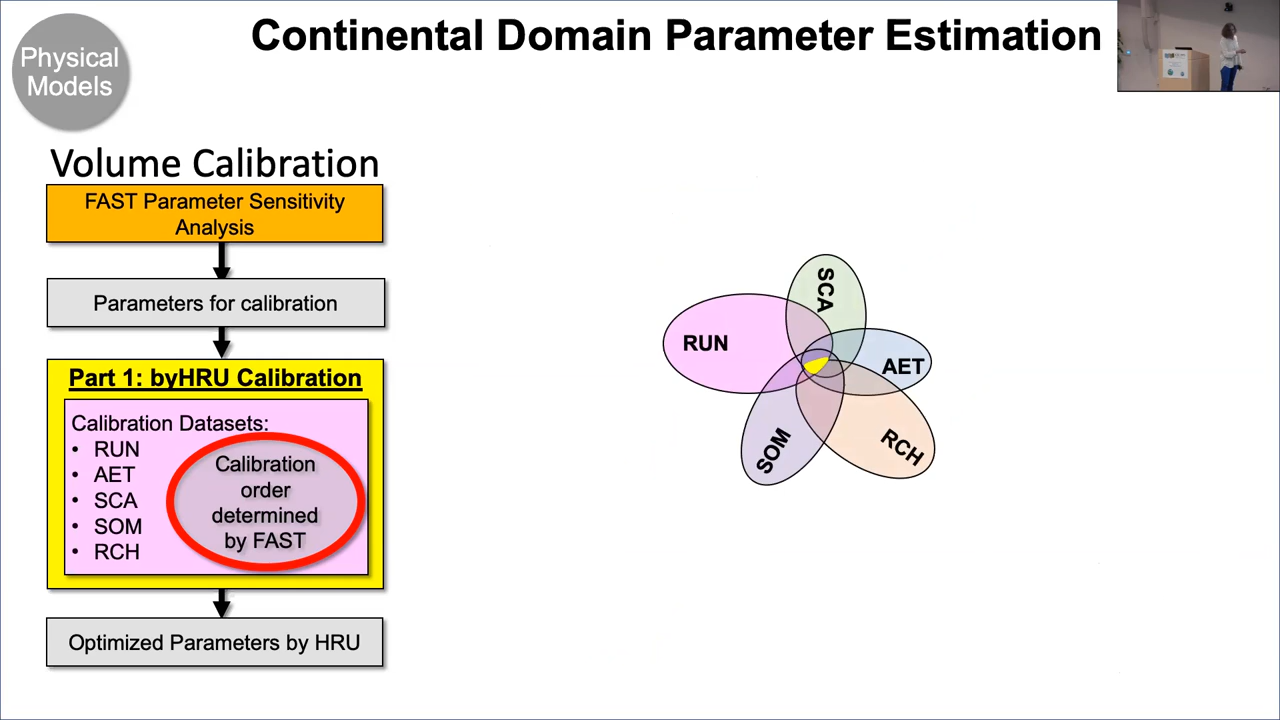 Physical
Models
Continental Domain Parameter Estimation
Volume Calibration
FAST Parameter Sensitivity
Analysis
Parameters for calibration
Part 1: byHRU Calibration
Calibration Datasets:
• RUN
• AET
• SCA
• SOM
• RCH
Calibration
order
determined
by FAST
Optimized Parameters by HRU
SCA
RUN
AET
SOM
RCH